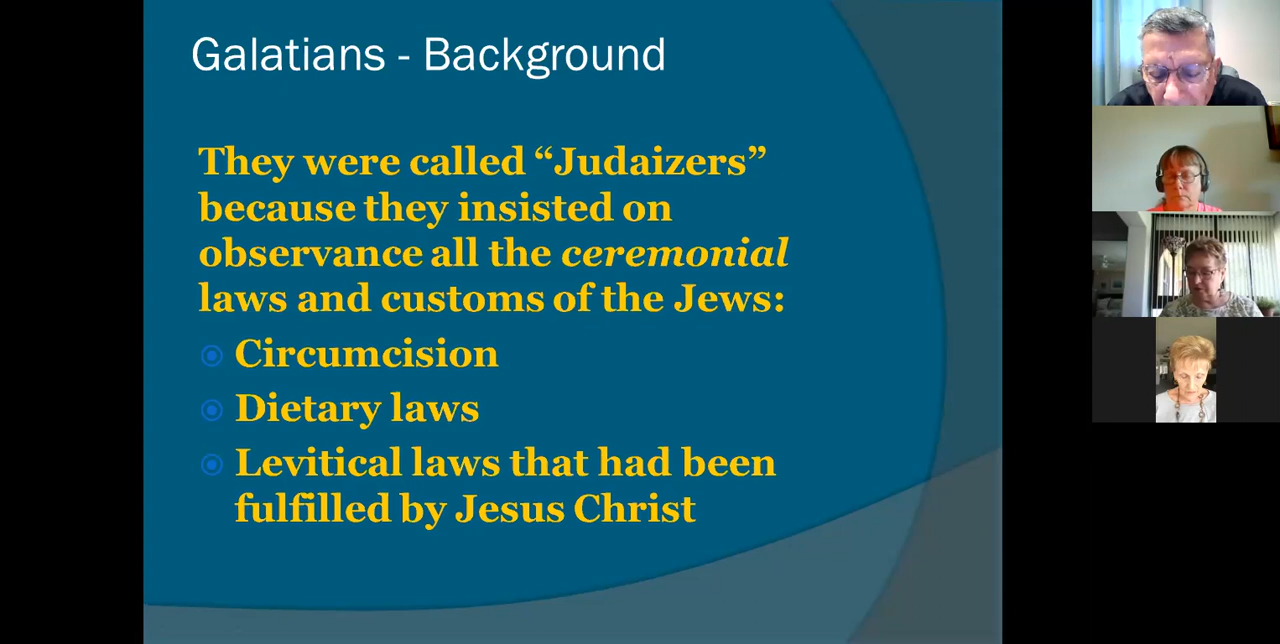 Galatians - Background
They were called “Judaizers”
because they insisted on
observance all the ceremonial
laws and customs of the Jews:
Circumcision
Dietary laws
Levitical laws that had been
fulfilled by Jesus Christ